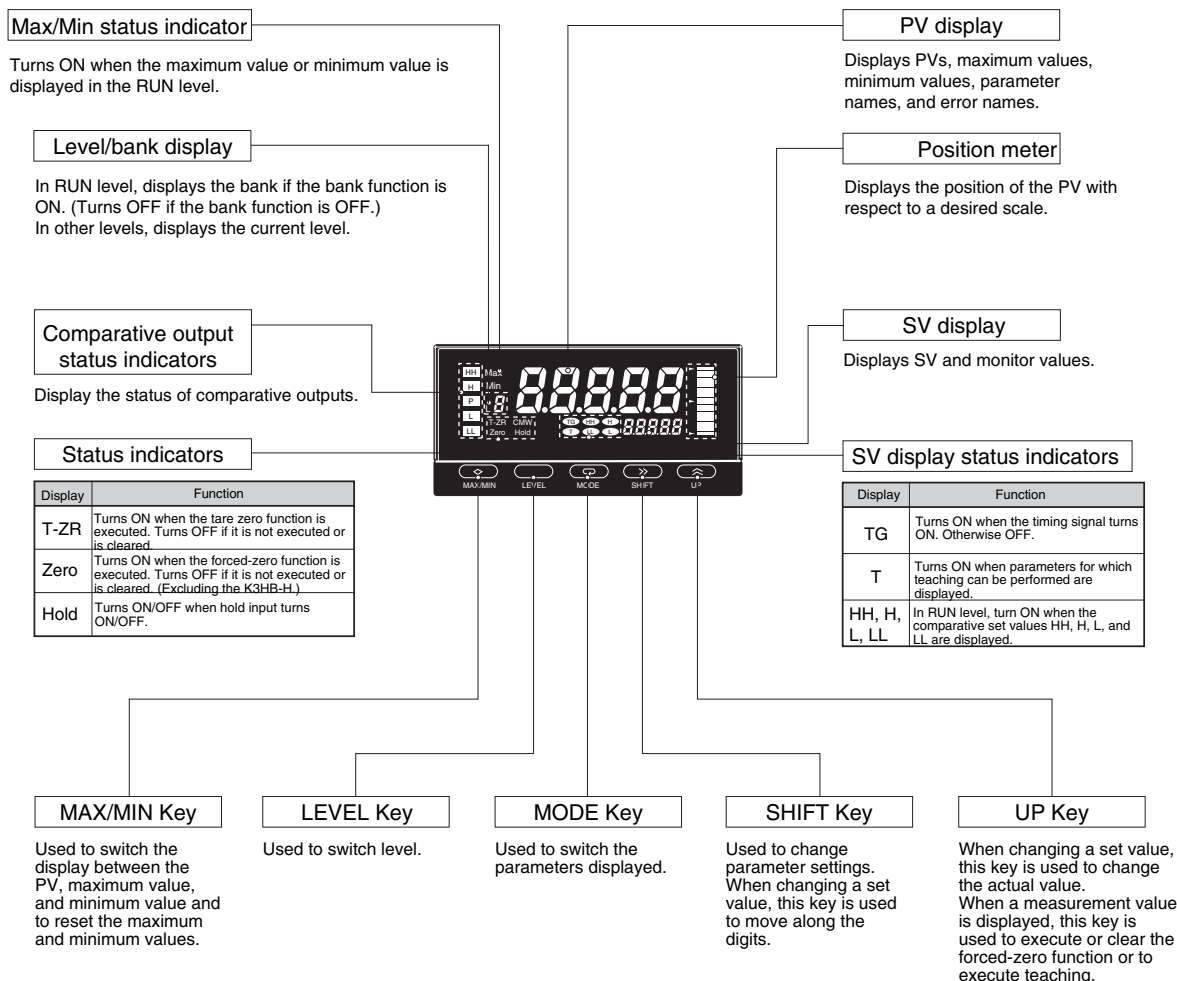 Max/Min status indicator
Turns ON when the maximum value or minimum value is
displayed in the RUN level.
Level/bank display
In RUN level, displays the bank if the bank function is
ON. (Turns OFF if the bank function is OFF.)
In other levels, displays the current level.
Comparative output
status indicators
Display the status of comparative outputs.
Status indicators
Display Function
T-ZR Turns ON when the tare zero function is
executed. Turns OFF if it is not executed or
is cleared.
Zero Turns ON when the forced-zero function is
executed. Turns OFF if it is not executed or
is cleared. (Excluding the K3HB-H.)
Hold Turns ON/OFF when hold input turns
ON/OFF.
PV display
Displays PVs, maximum values,
minimum values, parameter
names, and error names.
Position meter
Displays the position of the PV with
respect to a desired scale.
SV display
Displays SV and monitor values.
SV display status indicators
Display Function
TG Turns ON when the timing signal turns
ON. Otherwise OFF.
T Turns ON when parameters for which
teaching can be performed are
displayed.
HH, H,
L, LL
In RUN level, turn ON when the
comparative set values HH, H, L, and
LL are displayed.
HH Max
H Min
P
L
LL
8
88888
T-ZR CMW
Zero Hold
TG HH H
T LL L
88888
MAX/MIN LEVEL MODE SHIFT UP
MAX/MIN Key
Used to switch the
display between the
PV, maximum value,
and minimum value and
to reset the maximum
and minimum values.
LEVEL Key
Used to switch level.
MODE Key
Used to switch the
parameters displayed.
SHIFT Key
Used to change
parameter settings.
When changing a set
value, this key is used
to move along the
digits.
UP Key
When changing a set value,
this key is used to change
the actual value.
When a measurement value
is displayed, this key is
used to execute or clear the
forced-zero function or to
execute teaching.